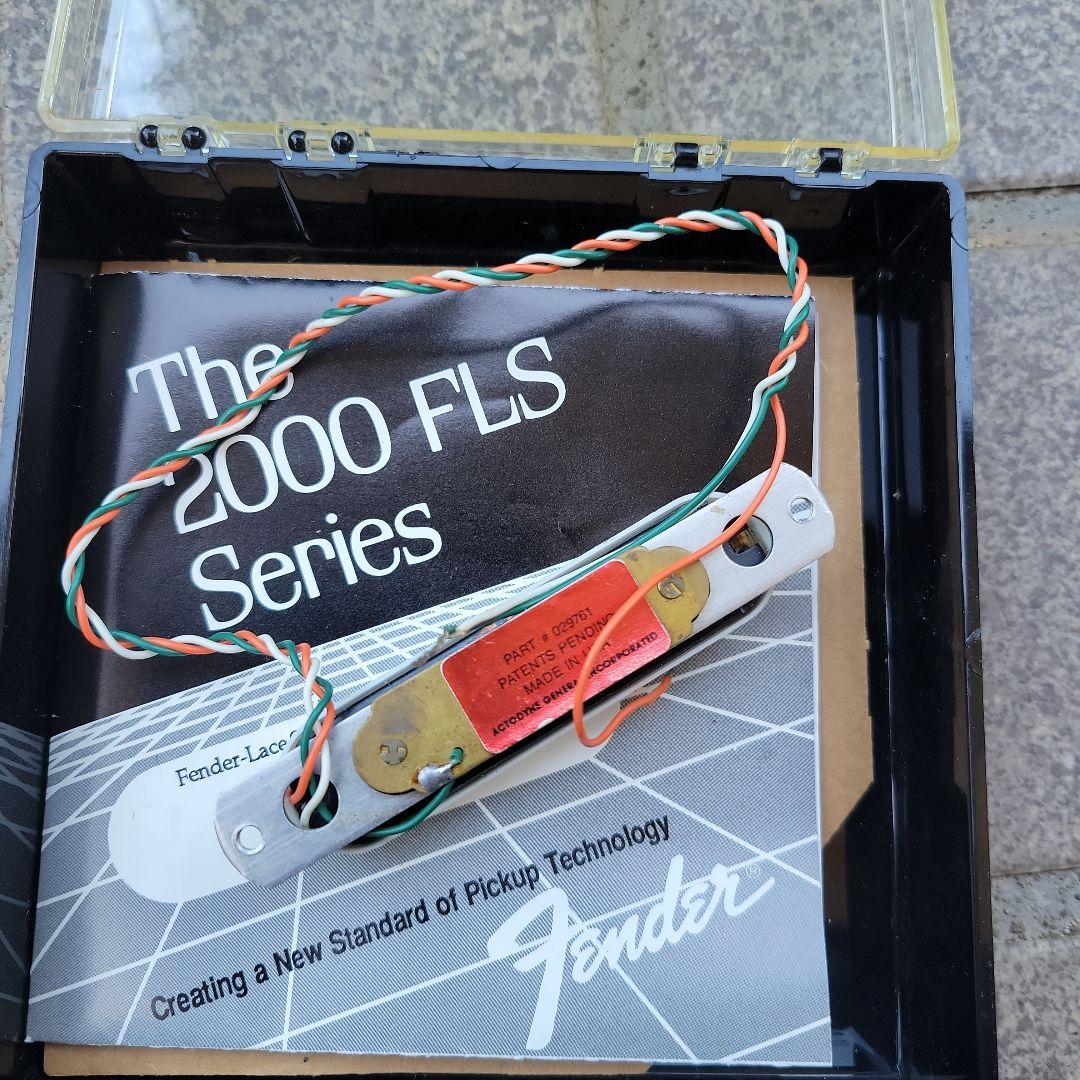 The
2000 FLS
Series
PART # 029761
PATENTS PENDING
MADE IN
ACTODYNE GENERAL INCORPORATED
Fender-Lace
Creating a New Standard of Pickup Technology
Fender®